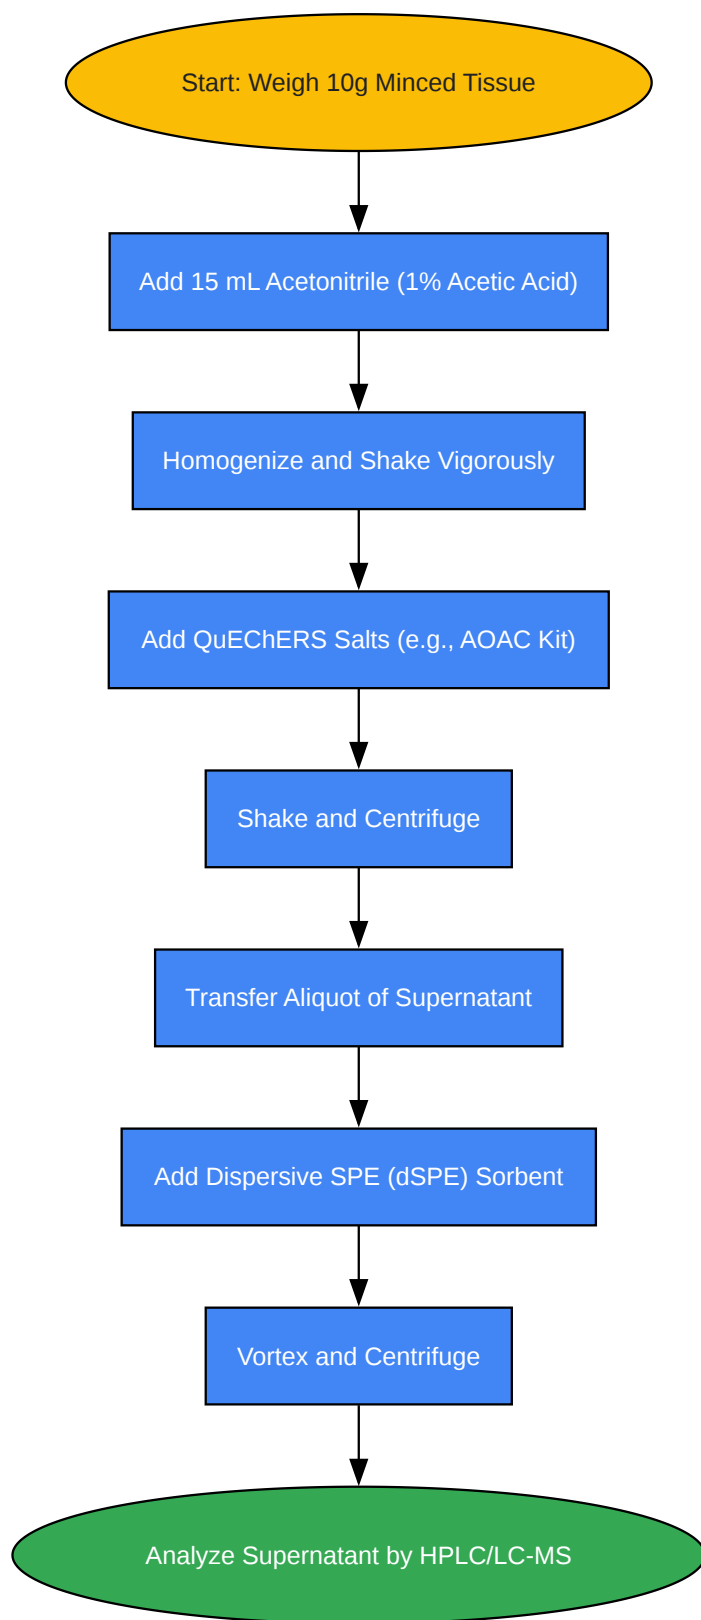 Start: Weigh 10g Minced Tissue
Add 15 mL Acetonitrile (1% Acetic Acid)
Homogenize and Shake Vigorously
Add QuEChERS Salts (e.g., AOAC Kit)
Shake and Centrifuge
Transfer Aliquot of Supernatant
Add Dispersive SPE (dSPE) Sorbent
Vortex and Centrifuge
Analyze Supernatant by HPLC/LC-MS